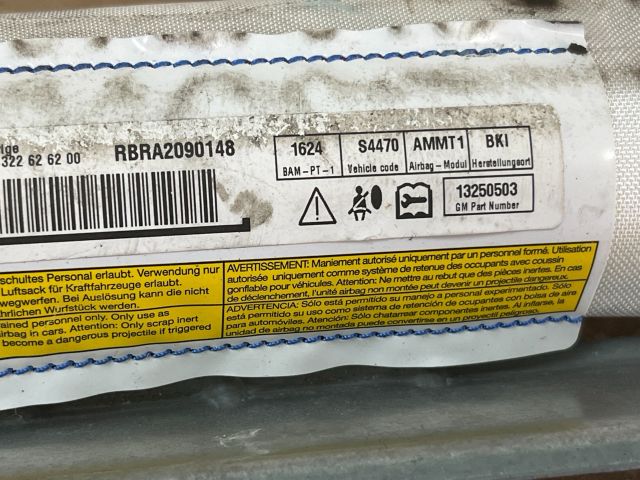 ige
322 62 6 2 00
RBRA2090148
1624 S4470 AMMT1 BKI
BAM-PT-1 Vehicle code Airbag-Modul Herstellungsort
13250503
GM Part Number
schultes Personal erlaubt. Verwendung nur
Luftsack für Kraftfahrzeuge erlaubt.
wegwerfen. Bei Auslösung kann die nicht
hrlichen Wurfstück werden.
ained personnel only. Only use as
airbag in cars. Attention: Only scrap inert
become a dangerous projectile if triggered
AVERTISSEMENT: Maniement autorisé uniquement par un personnel formé. Utilisation
autorisée uniquement comme système de retenue des occupants avec coussin
gonflable pour véhicules. Attention: Ne mettre au rebut que des pièces inertes. En cas
de déclenchement, l'unité airbag non montée peut devenir un projectile dangereux.
ADVERTENCIA: Sólo está permitido su manejo a personal experimentado. Sólo
está permitido su uso como sistema de retención de ocupantes con bolsa de aire
para automóviles. Atención: Sólo chatarrear componentes inertes. Al inflarse, la
unidad de airbag no montada puede convertirse en un proyectil peligroso.